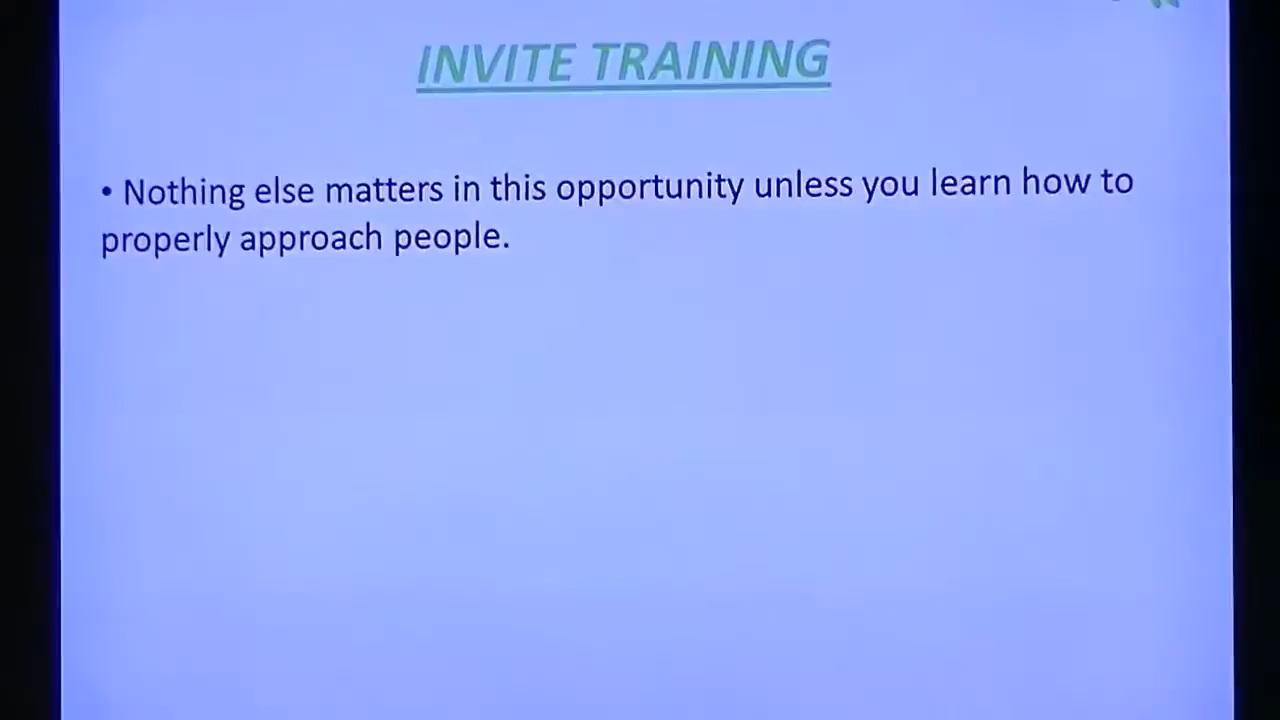 INVITE TRAINING
• Nothing else matters in this opportunity unless you learn how to
properly approach people.